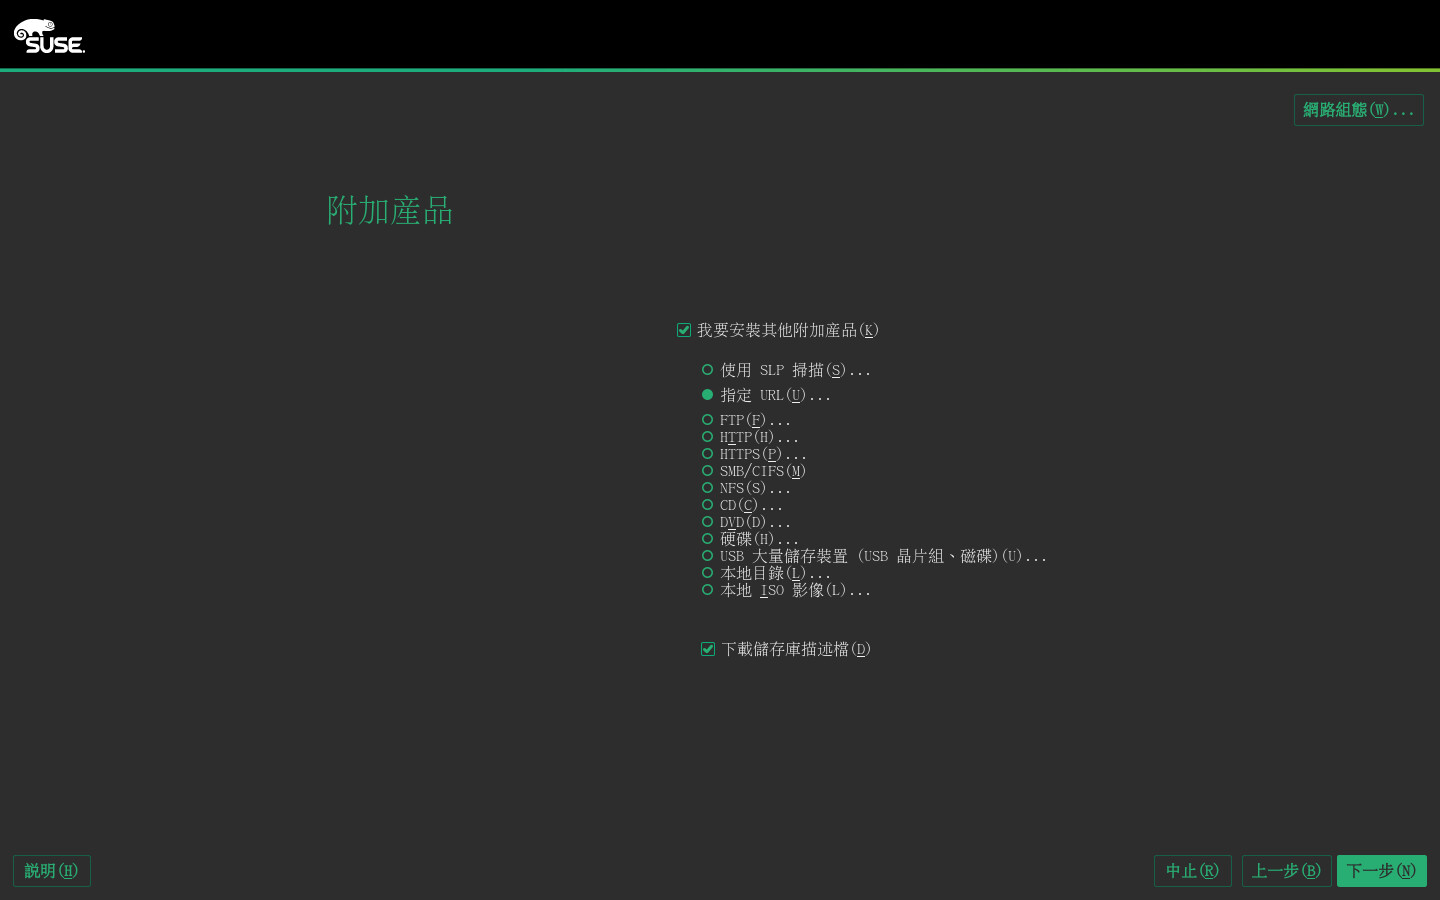 SUSE
網路組態(W)...
附加産品
我要安裝其他附加産品(K)
使用 SLP 掃描(S)...
指定 URL(U)...
FTP(F)...
HTTP(H)...
HTTPS(P)...
SMB/CIFS(M)
NFS(S)...
CD(C)...
DVD(D)...
硬碟(H)...
USB 大量儲存裝置 (USB 晶片組、磁碟)(U)...
本地目錄(L)...
本地 ISO 影像(L)...
下載儲存庫描述檔(D)
説明(H)
中止(R)
上一步(B)
下一步(N)